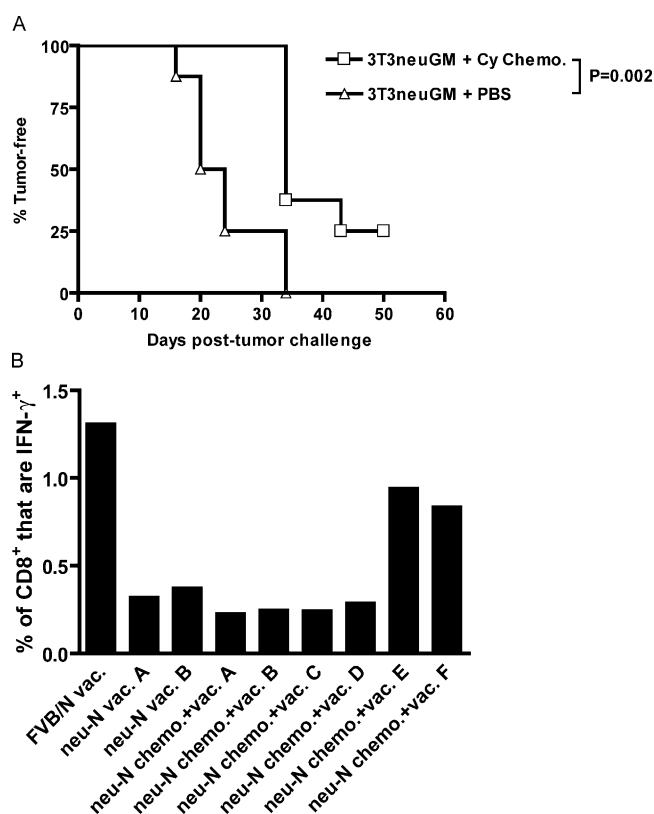 A
3T3neuGM + Cy Chemo.
3T3neuGM + PBS
P=0.002
% Tumor-free
100
75
50
25
0
0 10 20 30 40 50 60
Days post-tumor challenge
B
% of CD8+ that are IFN-γ+
1.5
1.0
0.5
0.0
FVB/N vac.
neu-N vac. A
neu-N vac. B
neu-N chemo.+vac. A
neu-N chemo.+vac. B
neu-N chemo.+vac. C
neu-N chemo.+vac. D
neu-N chemo.+vac. E
neu-N chemo.+vac. F